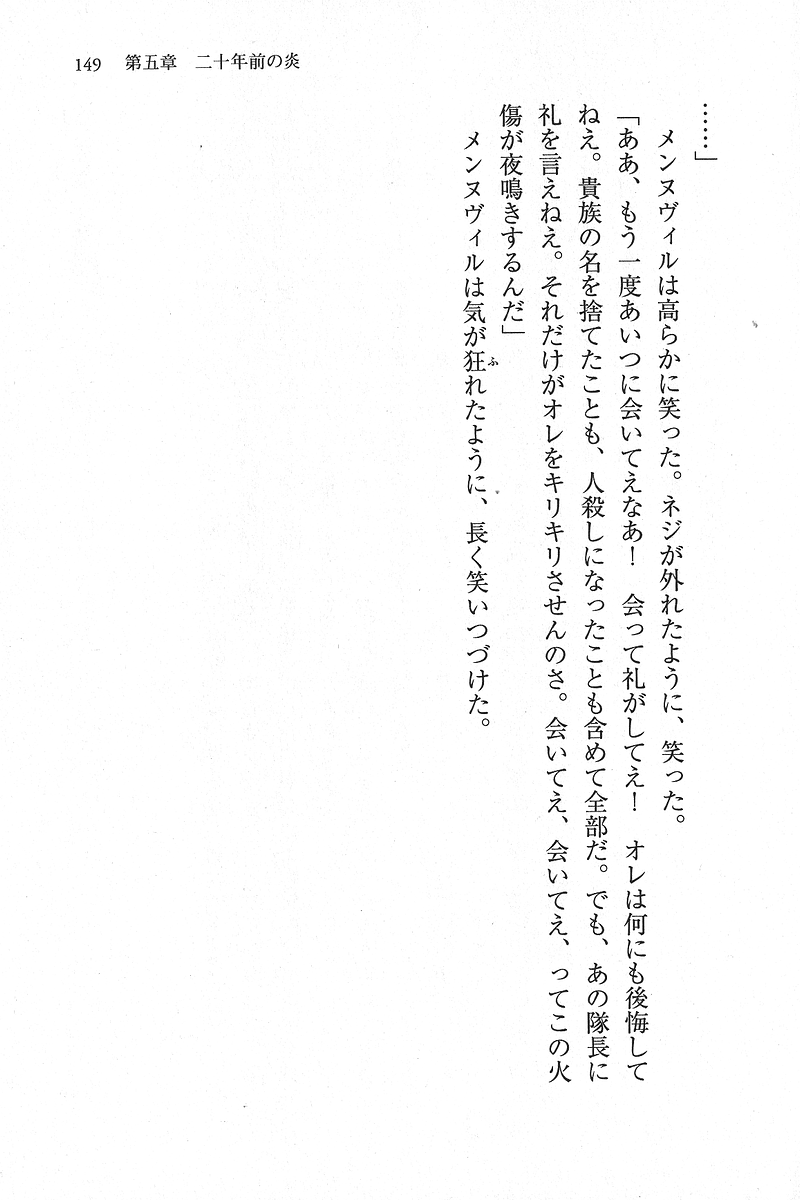 149 第五章 二十年前の炎
……」
　メンヌヴィルは高らかに笑った。ネジが外れたように、笑った。
「ああ、もう一度あいつに会いてえなあ！　会って礼がしてえ！　オレは何にも後悔して
ねえ。貴族の名を捨てたことも、人殺しになったことも含めて全部だ。でも、あの隊長に
礼を言えねえ。それだけがオレをキリキリさせんのさ。会いてえ、会いてえ、ってこの火
傷が夜鳴きするんだ」
　メンヌヴィルは気が狂れたように、長く笑いつづけた。
ふ